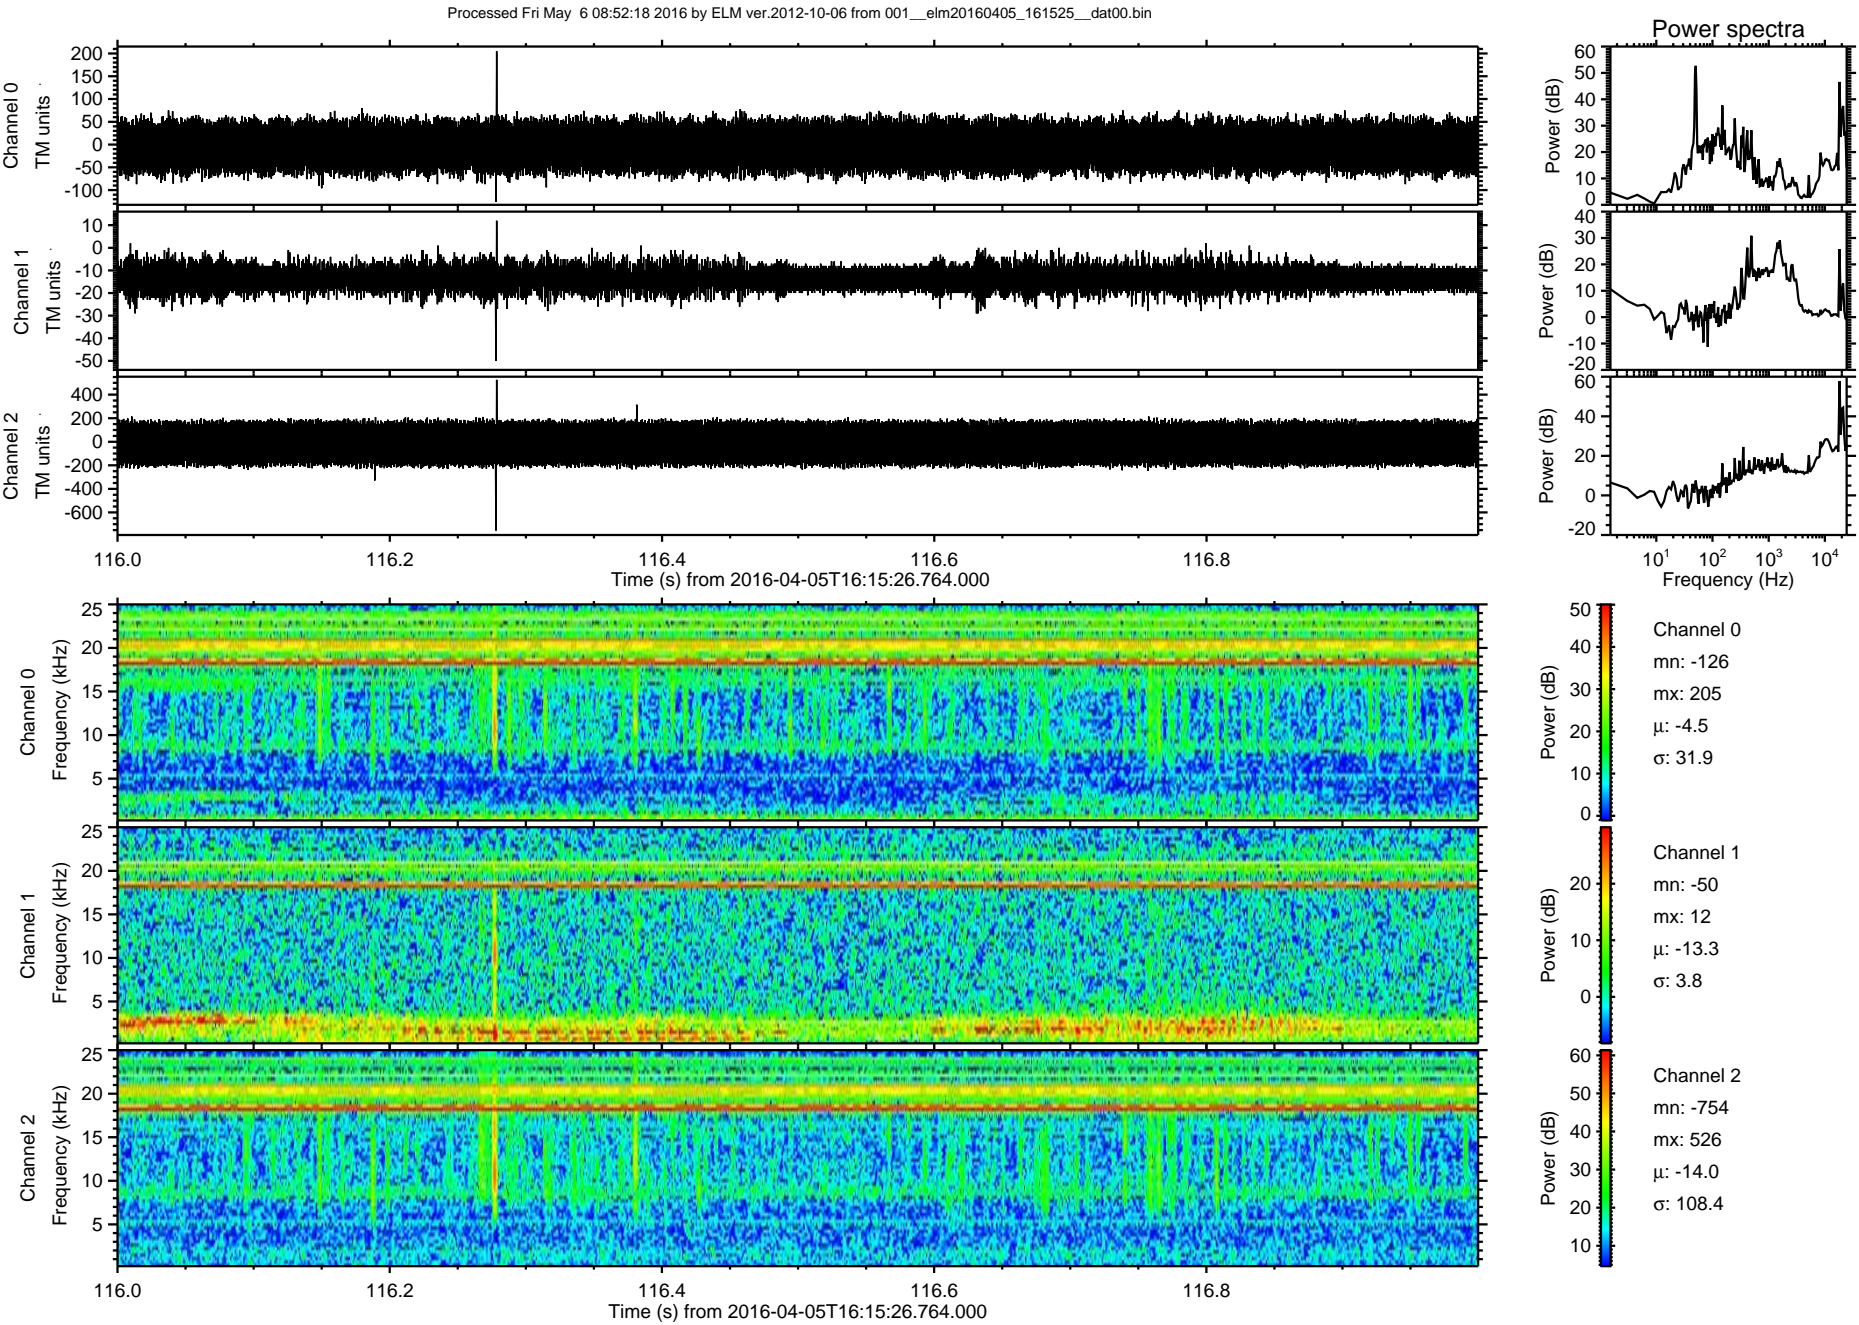 Processed Fri May 6 08:52:18 2016 by ELM ver.2012-10-06 from 001__elm20160405_161525__dat00.bin
Power spectra
Channel 0
TM units
200
150
100
50
0
-50
-100
Power (dB)
60
50
40
30
20
10
0
Channel 1
TM units
10
0
-10
-20
-30
-40
-50
Power (dB)
40
30
20
10
0
-10
-20
Channel 2
TM units
400
200
0
-200
-400
-600
Power (dB)
60
40
20
0
-20
116.0 116.2 116.4 116.6 116.8
Time (s) from 2016-04-05T16:15:26.764.000
10^1 10^2 10^3 10^4
Frequency (Hz)
Channel 0
Frequency (kHz)
25
20
15
10
5
Power (dB)
50
40
30
20
10
0
Channel 0
mn: -126
mx: 205
μ: -4.5
σ: 31.9
Channel 1
Frequency (kHz)
25
20
15
10
5
Power (dB)
20
10
0
Channel 1
mn: -50
mx: 12
μ: -13.3
σ: 3.8
Channel 2
Frequency (kHz)
25
20
15
10
5
Power (dB)
60
50
40
30
20
10
Channel 2
mn: -754
mx: 526
μ: -14.0
σ: 108.4
116.0 116.2 116.4 116.6 116.8
Time (s) from 2016-04-05T16:15:26.764.000